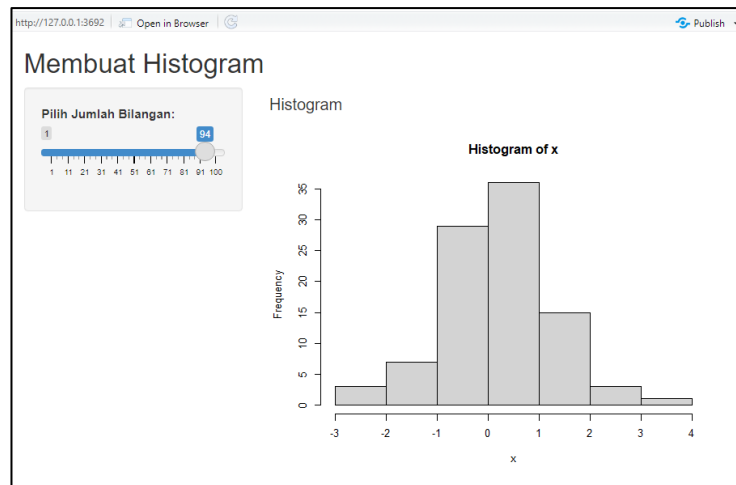 http://127.0.0.1:3692 Open in Browser Publish
Membuat Histogram
Pilih Jumlah Bilangan:
1 94
1 11 21 31 41 51 61 71 81 91 100
Histogram
Histogram of x
Frequency
35
30
25
20
15
10
5
0
-3 -2 -1 0 1 2 3 4
x